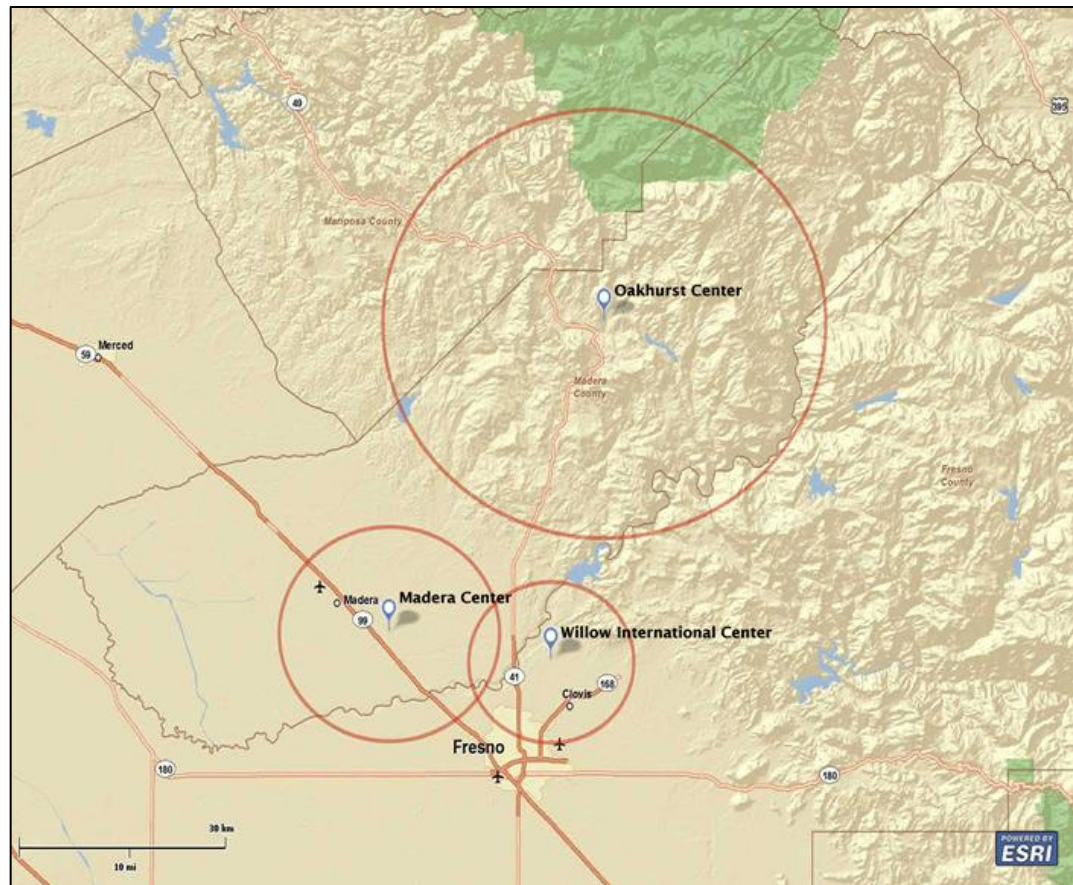 49
395
Mariposa County
Oakhurst Center
59
Merced
Madera
County
Fresno
County
Madera
Madera Center
99
Willow International Center
41
168
Clovis
Fresno
180
180
30 km
10 mi
POWERED BY
ESRI